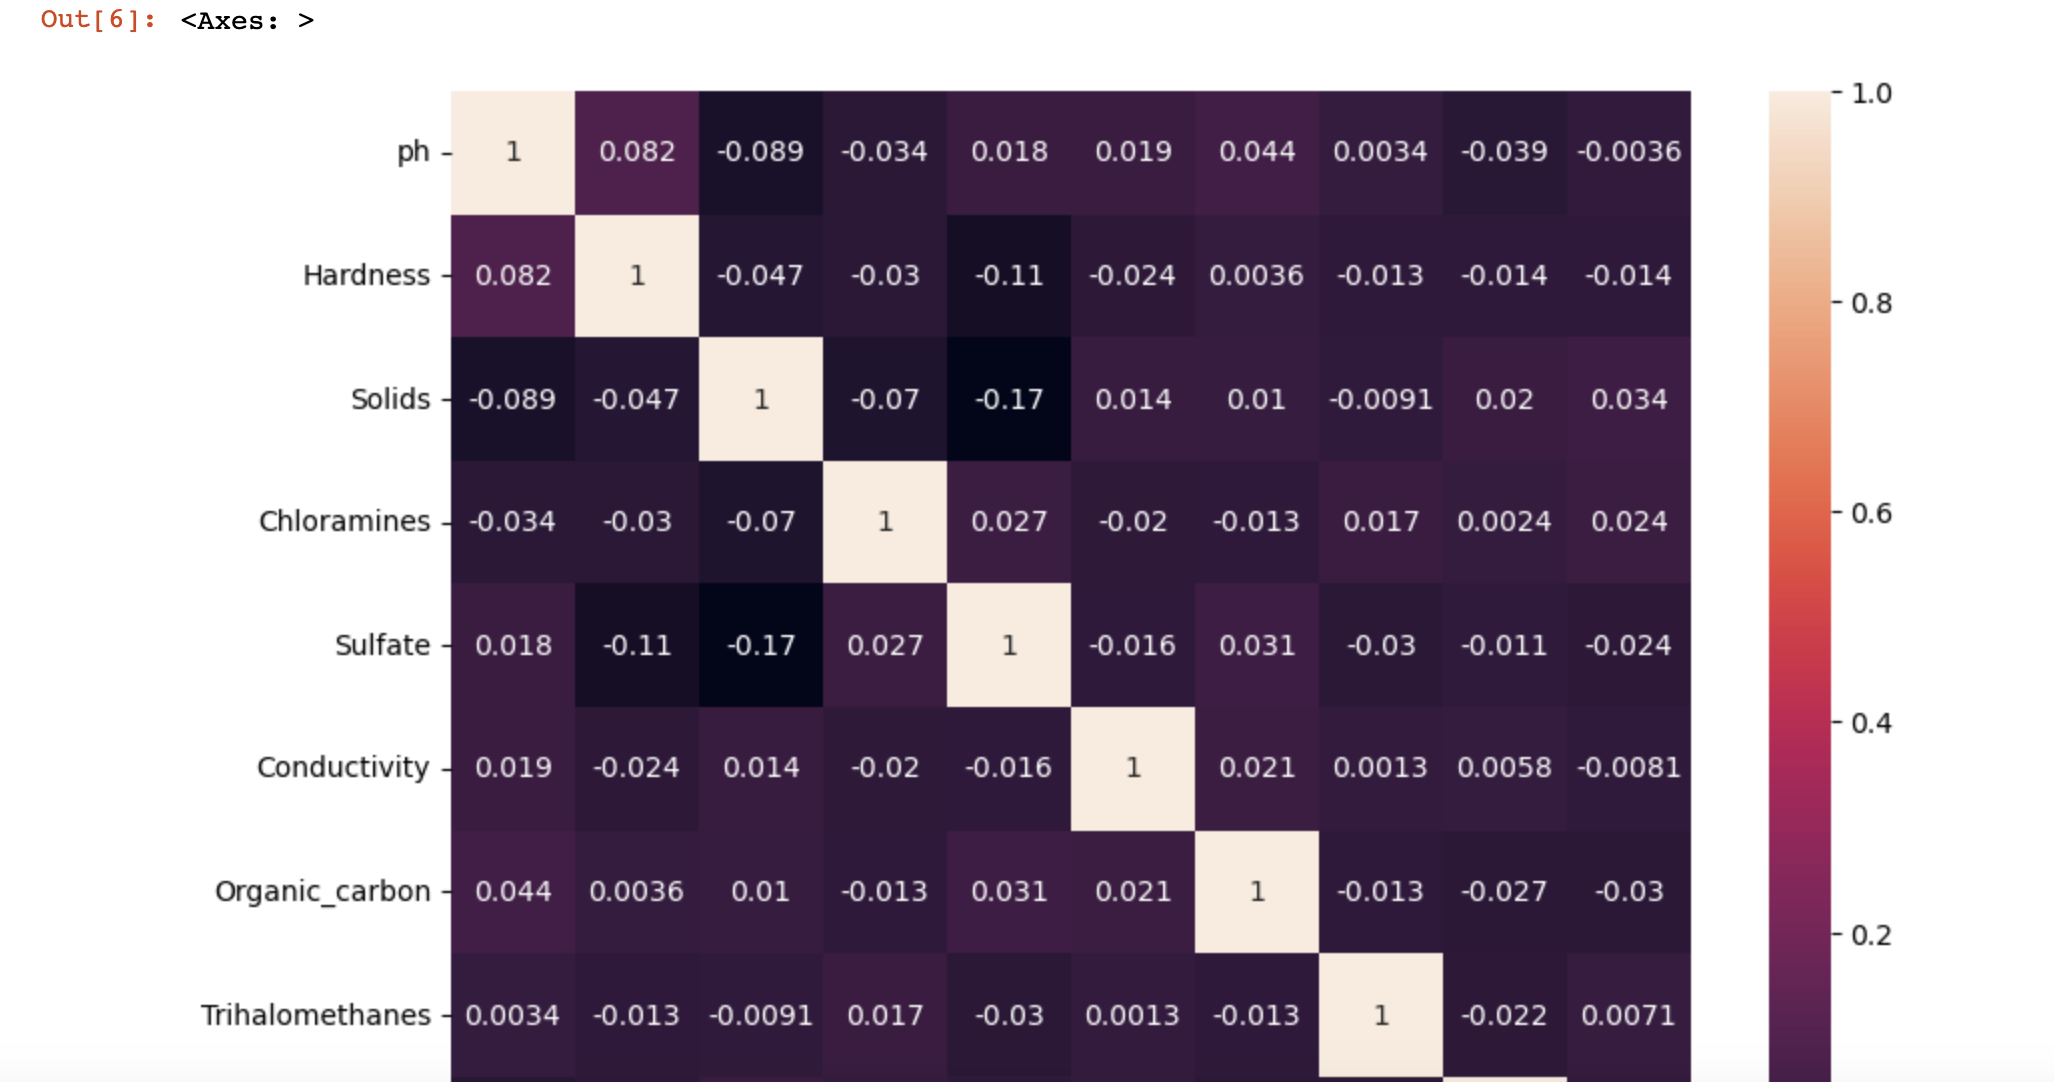 Out[6]: <Axes: >
ph 1 0.082 -0.089 -0.034 0.018 0.019 0.044 0.0034 -0.039 -0.0036
Hardness 0.082 1 -0.047 -0.03 -0.11 -0.024 0.0036 -0.013 -0.014 -0.014
Solids -0.089 -0.047 1 -0.07 -0.17 0.014 0.01 -0.0091 0.02 0.034
Chloramines -0.034 -0.03 -0.07 1 0.027 -0.02 -0.013 0.017 0.0024 0.024
Sulfate 0.018 -0.11 -0.17 0.027 1 -0.016 0.031 -0.03 -0.011 -0.024
Conductivity 0.019 -0.024 0.014 -0.02 -0.016 1 0.021 0.0013 0.0058 -0.0081
Organic_carbon 0.044 0.0036 0.01 -0.013 0.031 0.021 1 -0.013 -0.027 -0.03
Trihalomethanes 0.0034 -0.013 -0.0091 0.017 -0.03 0.0013 -0.013 1 -0.022 0.0071
1.0
0.8
0.6
0.4
0.2